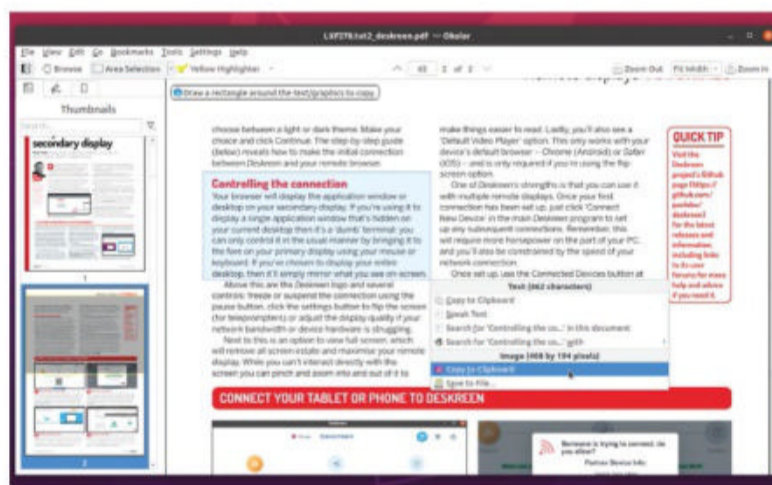 LXF278.tut2_deskreen.pdf — Okular
File View Edit Go Bookmarks Tools Settings Help
Browse Area Selection Yellow Highlighter 2 of 2 Zoom Out Fit Width Zoom In
Draw a rectangle around the text/graphics to copy.
Thumbnails
secondary display
1
2
choose between a light or dark theme. Make your
choice and click Continue. The step-by-step guide
(below) reveals how to make the initial connection
between Deskreen and your remote browser.
Controlling the connection
Your browser will display the application window or
desktop on your secondary display. If you're using it to
display a single application window that's hidden on
your current desktop then it's a 'dumb' terminal: you
can only control it in the usual manner by bringing it to
the fore on your primary display using your mouse or
keyboard. If you've chosen to display your entire
desktop, then it'll simply mirror what you see on-screen.
Above this are the Deskreen logo and several
controls: freeze or suspend the connection using the
pause button, click the settings button to flip the screen
(for teleprompters) or adjust the display quality if your
network bandwidth or device hardware is struggling.
Next to this is an option to view full screen, which
will remove all screen estate and maximise your remote
display. While you can't interact directly with the
screen you can pinch and zoom into and out of it to
make things easier to read. Lastly, you'll also see a
'Default Video Player' option. This only works with your
device's default browser – Chrome (Android) or Safari
(iOS) – and is only required if you're using the flip
screen option.
One of Deskreen's strengths is that you can use it
with multiple remote displays. Once your first
connection has been set up, just click 'Connect
New Device' in the main Deskreen program to set
up any subsequent connections. Remember, this
will require more horsepower on the part of your PC,
and you'll also be constrained by the speed of your
network connection.
Once set up, use the Connected Devices button at
QUICK TIP
Visit the
Deskreen
project's Github
page (https://
github.com/
pavlobu/
deskreen)
for the latest
releases and
information,
including links
to its user
forums for more
help and advice
if you need it.
Text (662 characters)
Copy to Clipboard
Speak Text
Search for 'Controlling the co...' in this document
Search for 'Controlling the co...' with
Image (408 by 194 pixels)
Copy to Clipboard
Save to File...
CONNECT YOUR TABLET OR PHONE TO DESKREEN
Someone is trying to connect, do
you allow?
Partner Device Info: